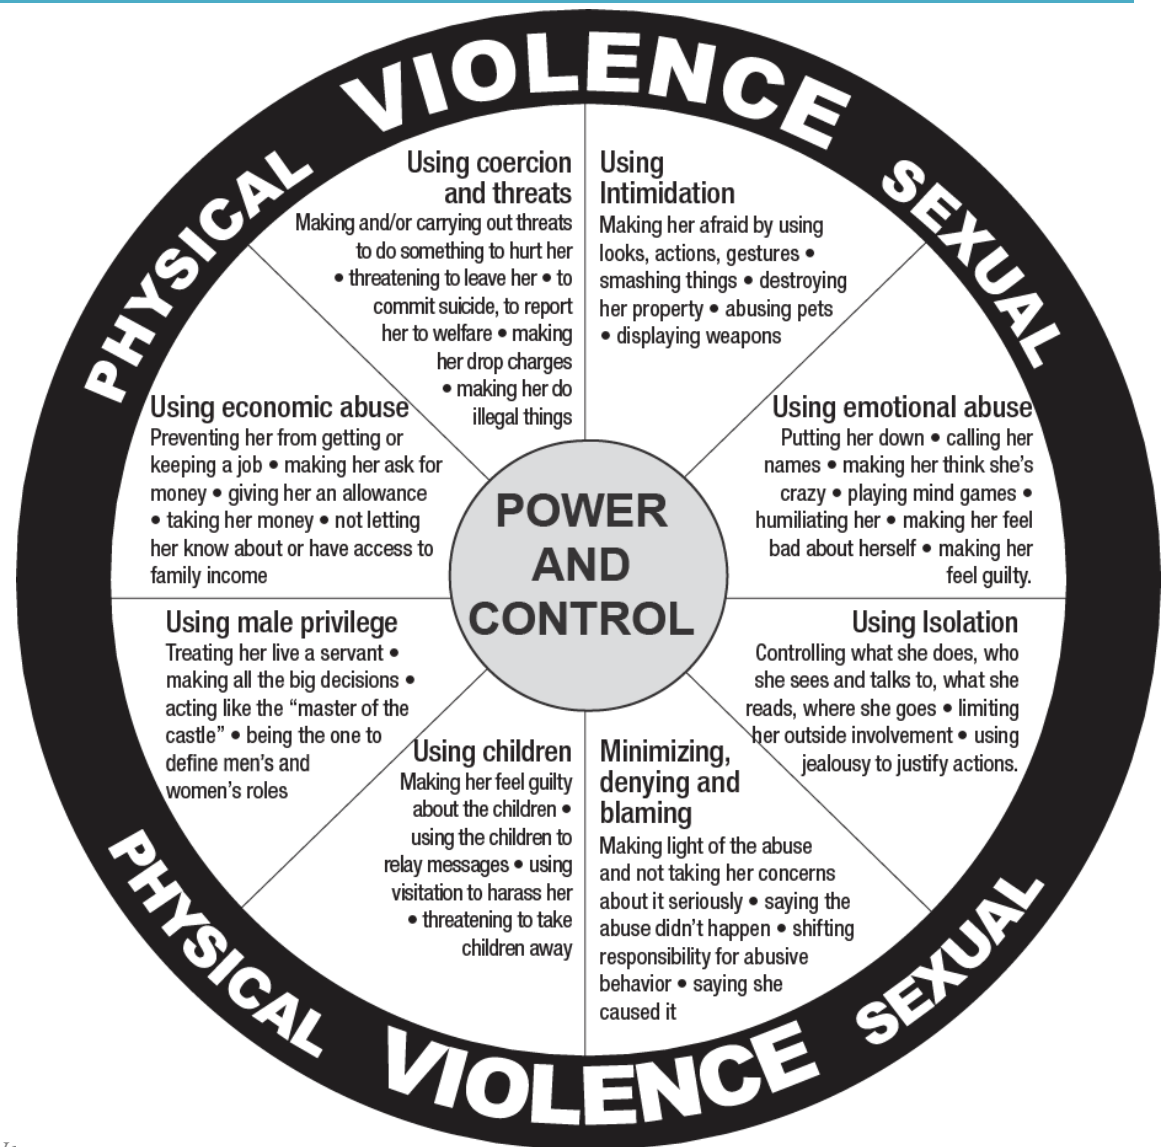 PHYSICAL VIOLENCE SEXUAL
Using coercion
and threats
Making and/or carrying out threats
to do something to hurt her
• threatening to leave her • to
commit suicide, to report
her to welfare • making
her drop charges
• making her do
illegal things
Using
Intimidation
Making her afraid by using
looks, actions, gestures •
smashing things • destroying
her property • abusing pets
• displaying weapons
Using economic abuse
Preventing her from getting or
keeping a job • making her ask for
money • giving her an allowance
• taking her money • not letting
her know about or have access to
family income
Using emotional abuse
Putting her down • calling her
names • making her think she’s
crazy • playing mind games •
humiliating her • making her feel
bad about herself • making her
feel guilty.
POWER
AND
CONTROL
Using male privilege
Treating her live a servant •
making all the big decisions •
acting like the “master of the
castle” • being the one to
define men’s and
women’s roles
Using Isolation
Controlling what she does, who
she sees and talks to, what she
reads, where she goes • limiting
her outside involvement • using
jealousy to justify actions.
Using children
Making her feel guilty
about the children •
using the children to
relay messages • using
visitation to harass her
• threatening to take
children away
Minimizing,
denying and
blaming
Making light of the abuse
and not taking her concerns
about it seriously • saying the
abuse didn’t happen • shifting
responsibility for abusive
behavior • saying she
caused it
PHYSICAL VIOLENCE SEXUAL